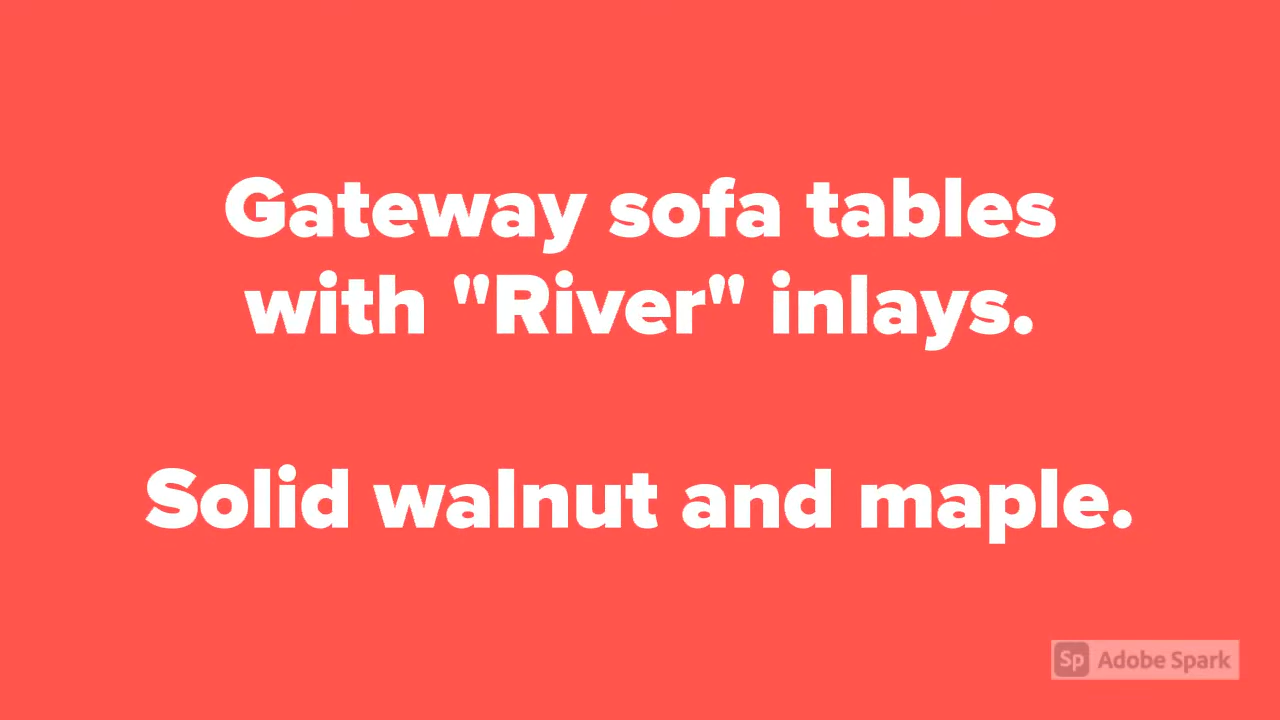 Gateway sofa tables
with "River" inlays.
Solid walnut and maple.
Sp Adobe Spark